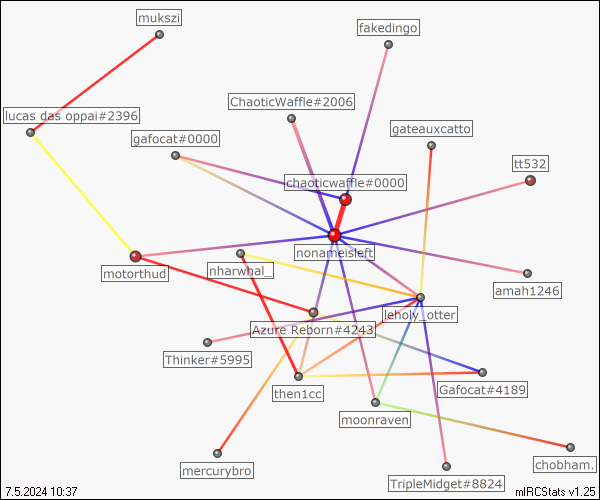 mukszi
fakedingo
ChaoticWaffle#2006
lucas das oppai#2396
gateauxcatto
gafocat#0000
tt532
chaoticwaffle#0000
nonameisleft
nharwhal_
motorthud
amah1246
leholy_otter
Azure Reborn#4243
Thinker#5995
Gafocat#4189
then1cc
moonraven
mercurybro
chobham.
TripleMidget#8824
7.5.2024 10:37
mIRCStats v1.25